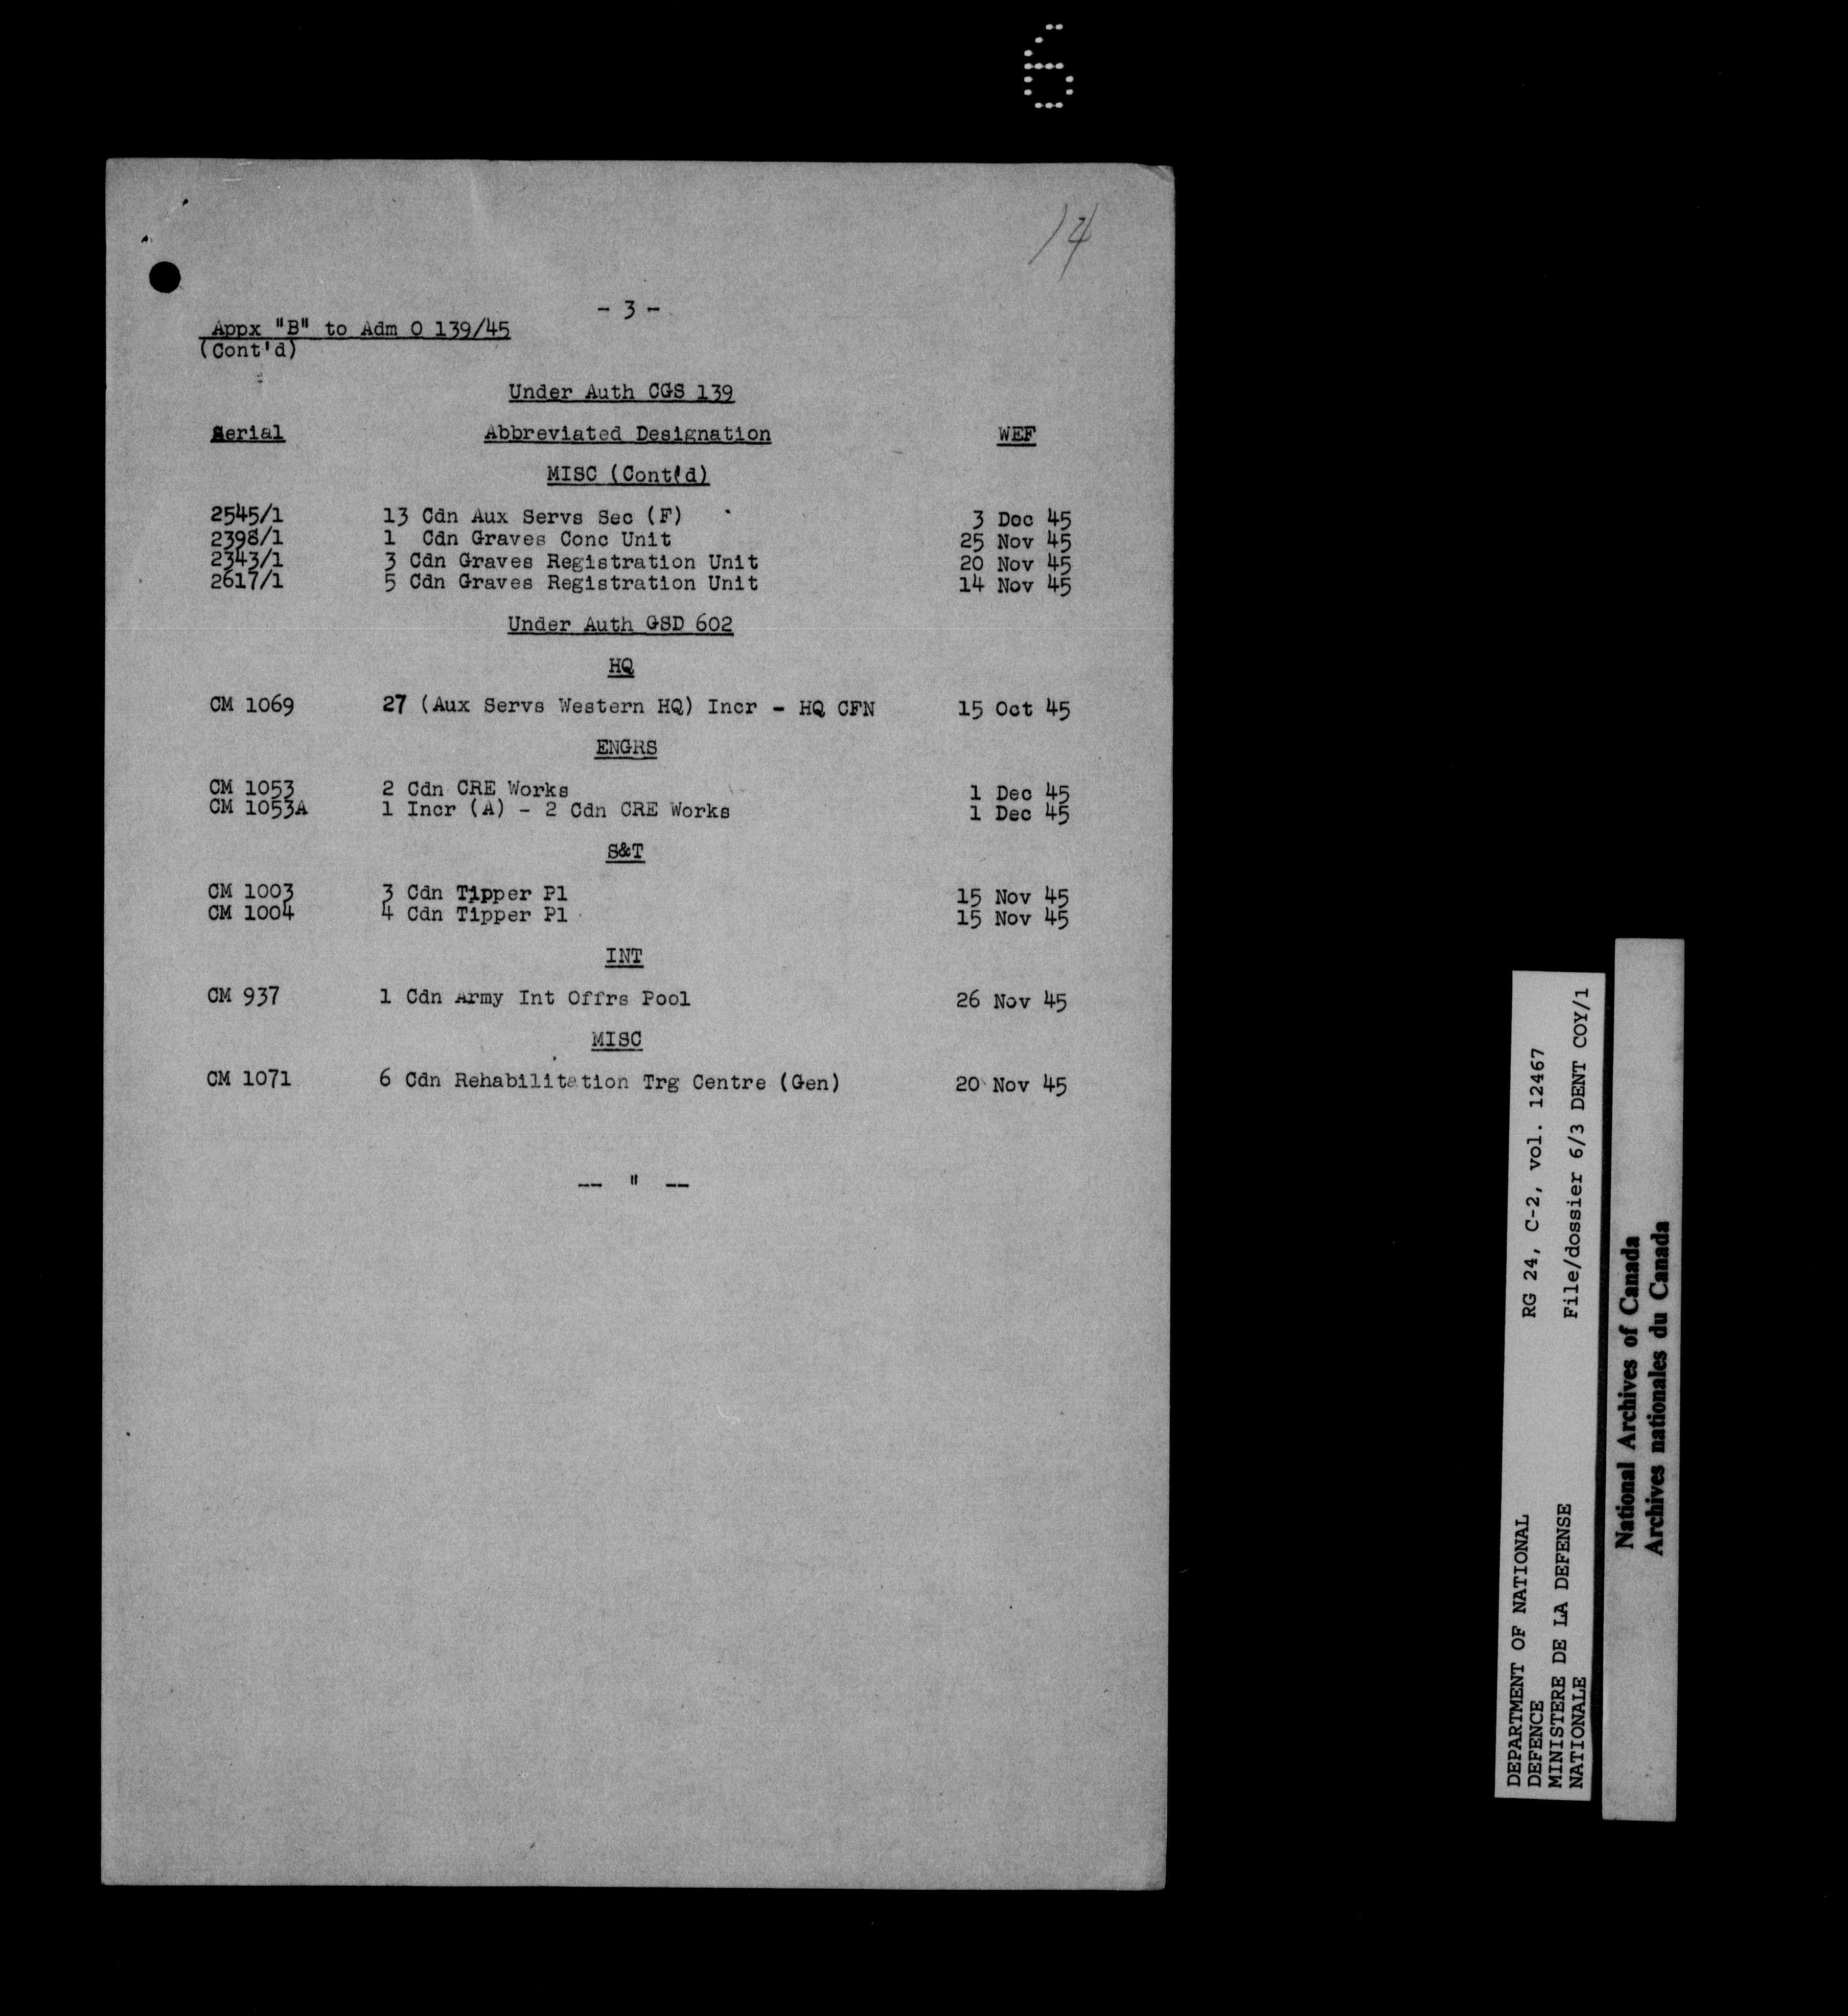 6
14
- 3 -
Appx "B" to Adm O 139/45
(Cont'd)
Under Auth CGS 139
Serial Abbreviated Designation WEF
MISC (Cont'd)
2545/1 13 Cdn Aux Servs Sec (F) 3 Dec 45
2398/1 1 Cdn Graves Conc Unit 25 Nov 45
2343/1 3 Cdn Graves Registration Unit 20 Nov 45
2617/1 5 Cdn Graves Registration Unit 14 Nov 45
Under Auth GSD 602
HQ
CM 1069 27 (Aux Servs Western HQ) Incr - HQ CFN 15 Oct 45
ENGRS
CM 1053 2 Cdn CRE Works 1 Dec 45
CM 1053A 1 Incr (A) - 2 Cdn CRE Works 1 Dec 45
S&T
CM 1003 3 Cdn Tipper Pl 15 Nov 45
CM 1004 4 Cdn Tipper Pl 15 Nov 45
INT
CM 937 1 Cdn Army Int Offrs Pool 26 Nov 45
MISC
CM 1071 6 Cdn Rehabilitation Trg Centre (Gen) 20 Nov 45
-- " --
DEPARTMENT OF NATIONAL RG 24, C-2, vol. 12467
DEFENCE
MINISTERE DE LA DEFENSE File/dossier 6/3 DENT COY/1
NATIONALE
National Archives of Canada
Archives nationales du Canada